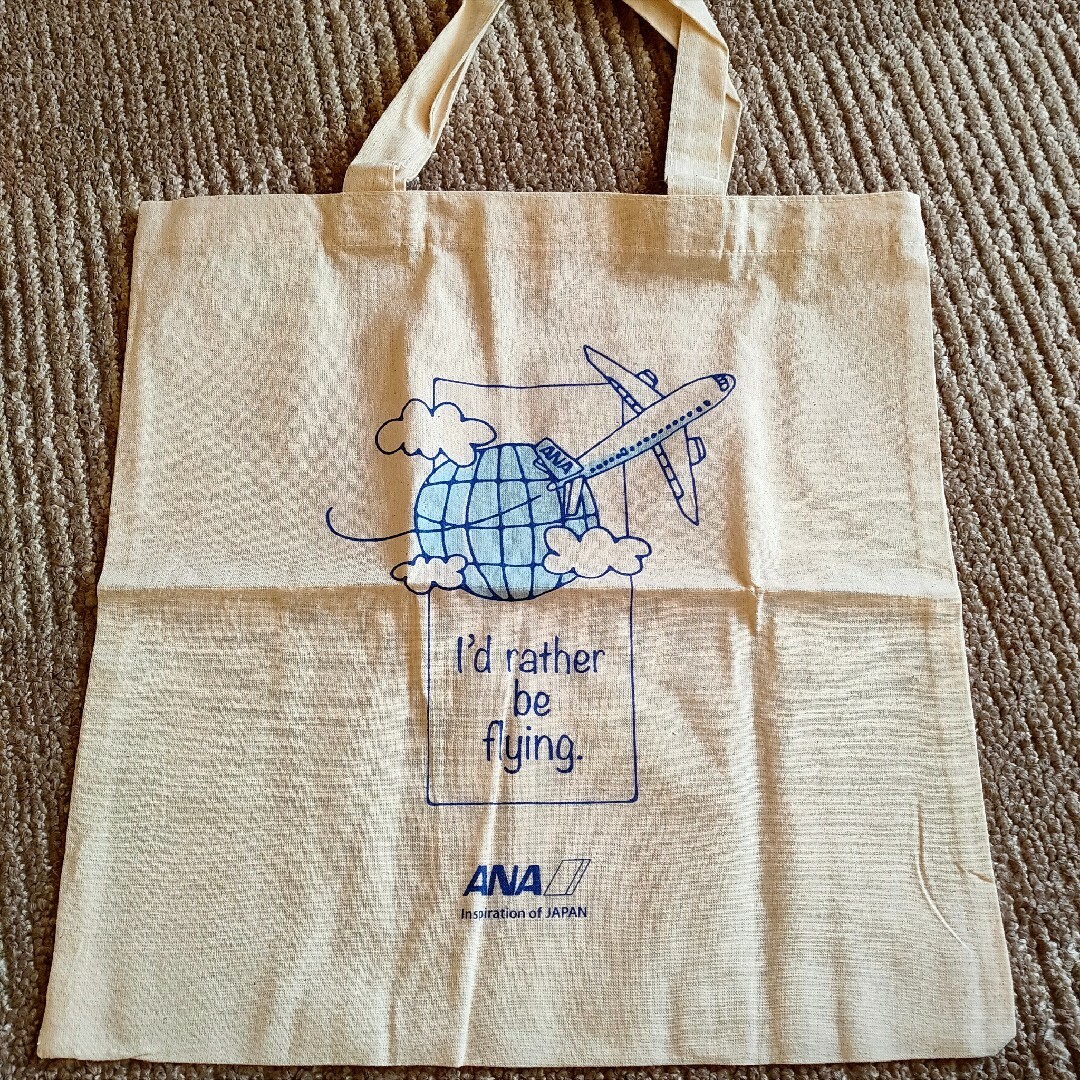 ANA
I'd rather
be
flying.
ANA
Inspiration of JAPAN